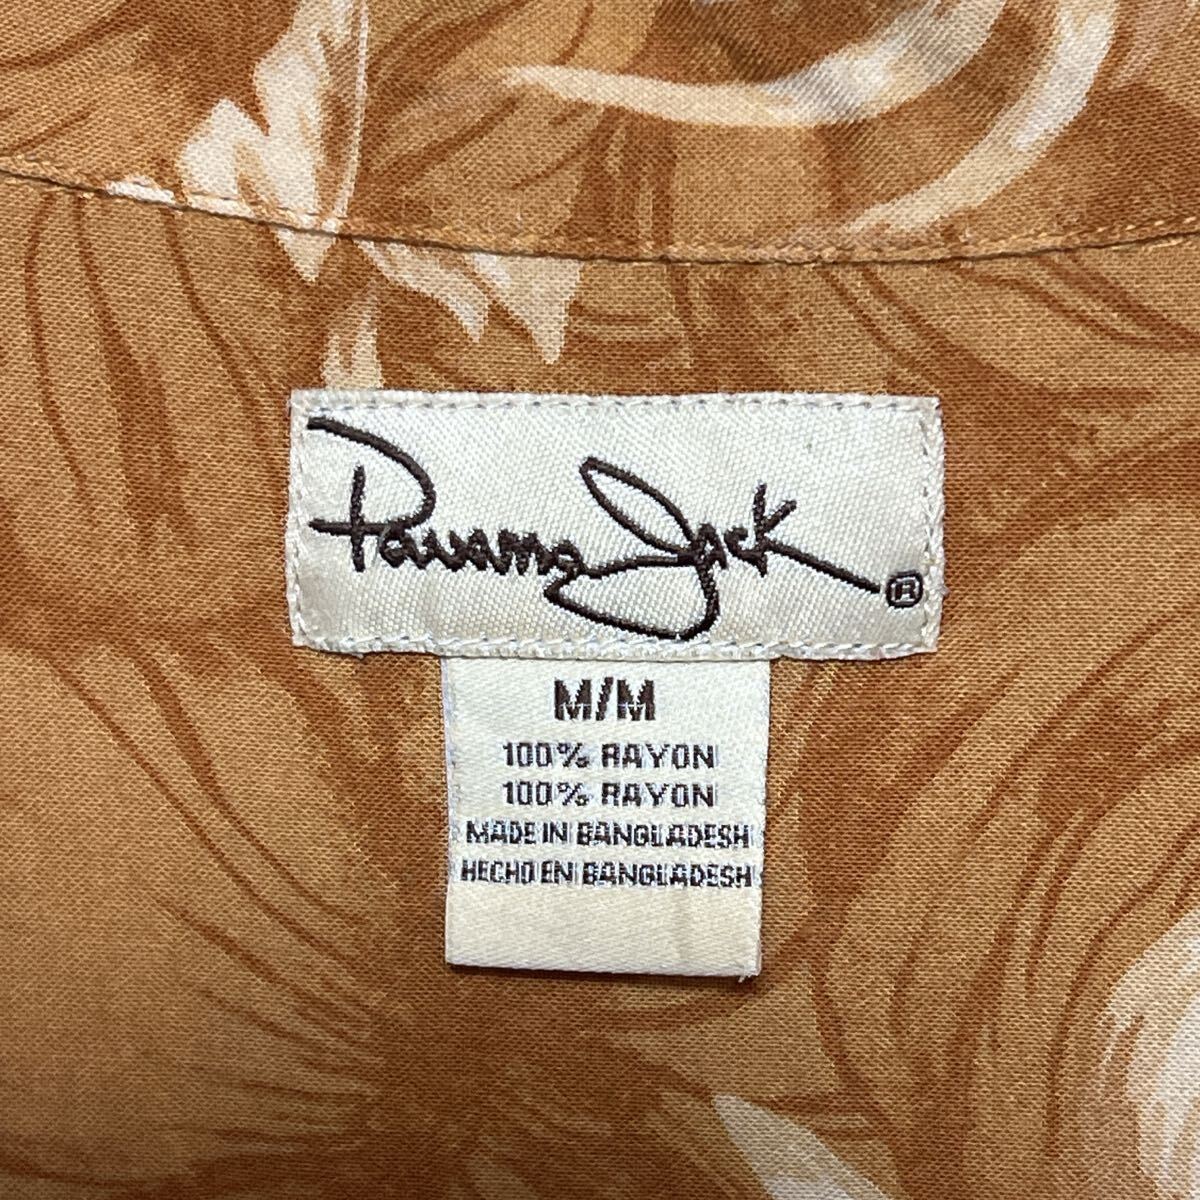 Panama Jack ®
M/M
100% RAYON
100% RAYON
MADE IN BANGLADESH
HECHO EN BANGLADESH